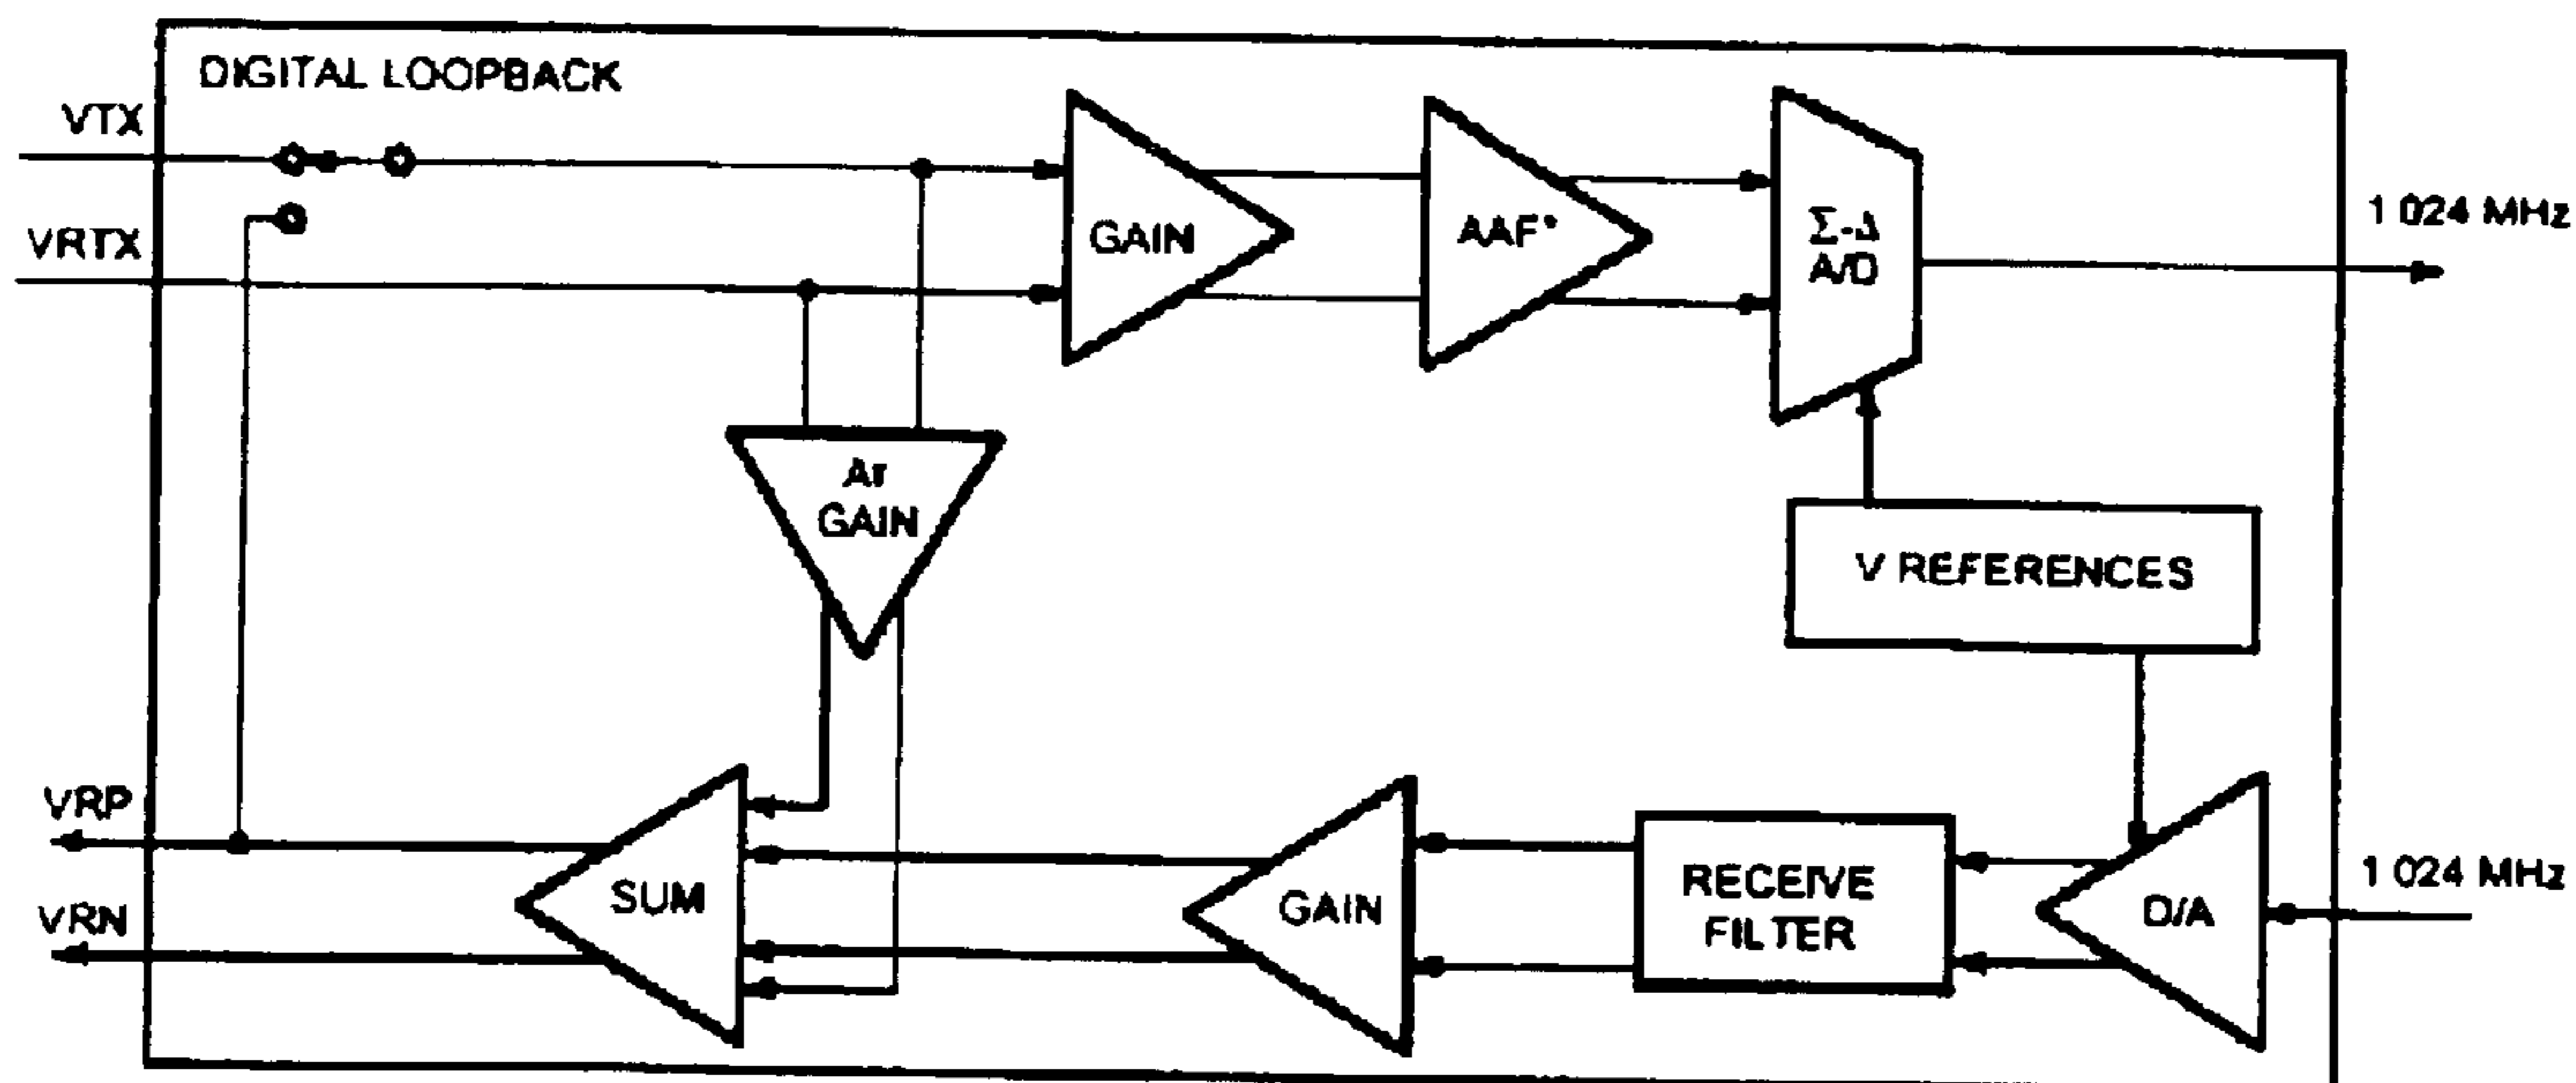 DIGITAL LOOPBACK
VTX
VRTX
GAIN
AAF*
Σ-Δ
A/D
1 024 MHz
Ar
GAIN
V REFERENCES
VRP
VRN
SUM
GAIN
RECEIVE
FILTER
D/A
1 024 MHz